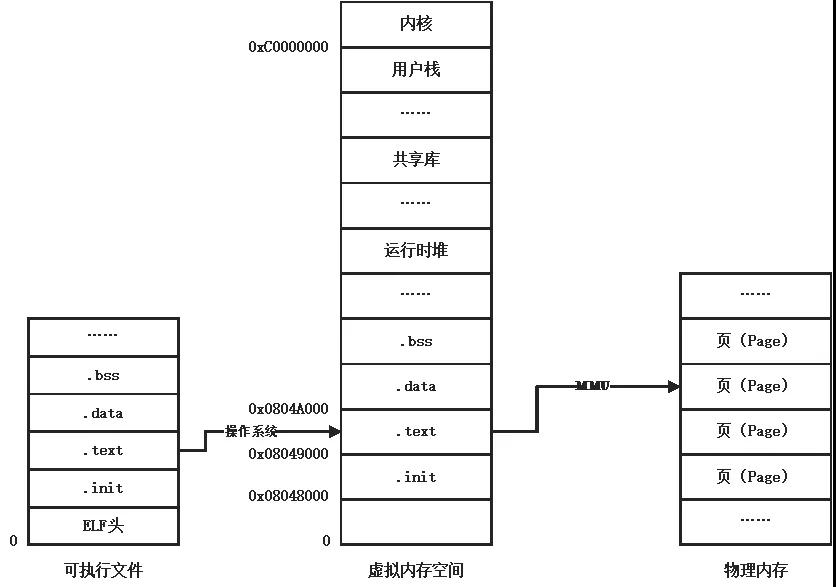 内核
0xC0000000
用户栈
……
共享库
……
运行时堆
……
……
……
.bss
页（Page）
.bss
.data
页（Page）
.data
0x0804A000
.text
操作系统
.text
MMU
页（Page）
0x08049000
.init
.init
页（Page）
0x08048000
ELF头
……
0
0
可执行文件
虚拟内存空间
物理内存